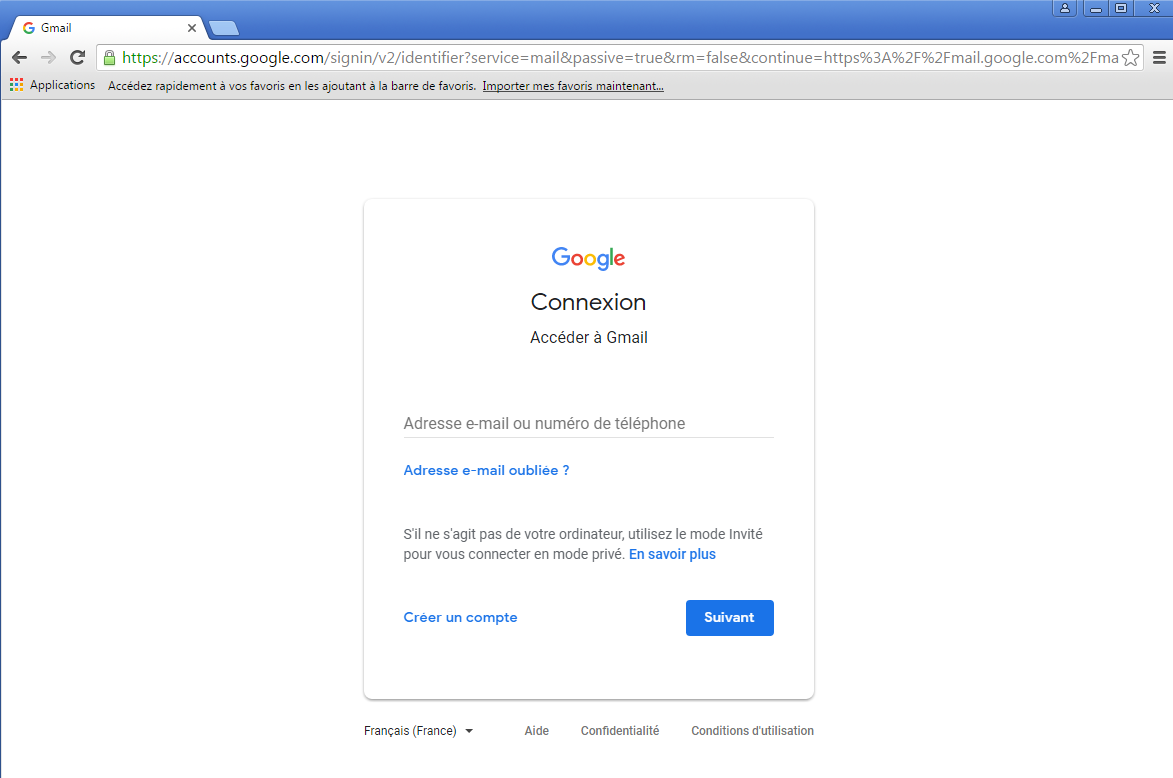 Gmail
https://accounts.google.com/signin/v2/identifier?service=mail&passive=true&rm=false&continue=https%3A%2F%2Fmail.google.com%2Fma
Applications Accédez rapidement à vos favoris en les ajoutant à la barre de favoris. Importer mes favoris maintenant...
Google
Connexion
Accéder à Gmail
Adresse e-mail ou numéro de téléphone
Adresse e-mail oubliée ?
S'il ne s'agit pas de votre ordinateur, utilisez le mode Invité
pour vous connecter en mode privé. En savoir plus
Créer un compte Suivant
Français (France) Aide Confidentialité Conditions d'utilisation